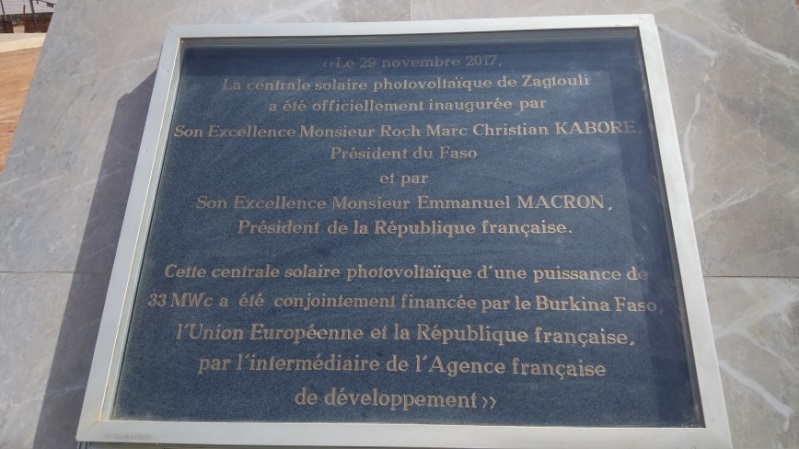 ‹‹Le 29 novembre 2017,
La centrale solaire photovoltaïque de Zagtouli
a été officiellement inaugurée par
Son Excellence Monsieur Roch Marc Christian KABORE,
Président du Faso
et par
Son Excellence Monsieur Emmanuel MACRON,
Président de la République française.
Cette centrale solaire photovoltaïque d'une puissance de
33 MWc a été conjointement financée par le Burkina Faso,
l'Union Européenne et la République française,
par l'intermédiaire de l'Agence française
de développement››